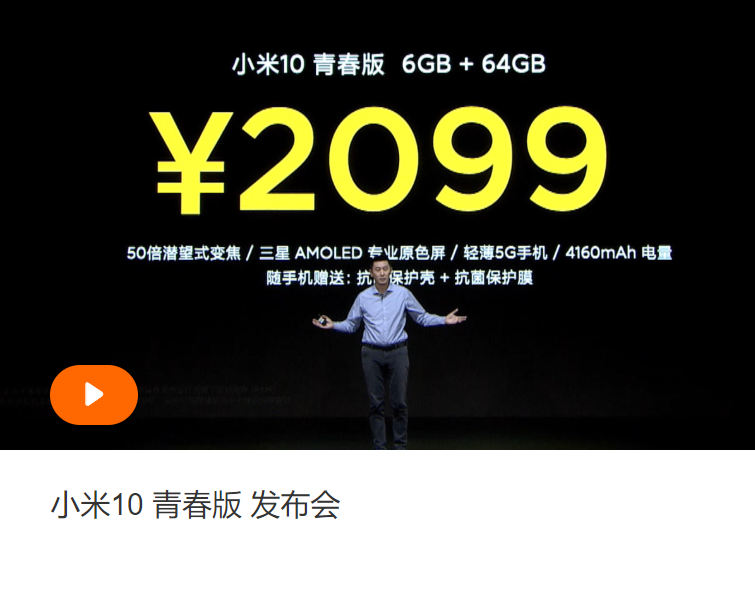 小米10 青春版 6GB + 64GB
¥2099
50倍潜望式变焦 / 三星 AMOLED 专业原色屏 / 轻薄5G手机 / 4160mAh 电量
随手机赠送：抗 保护壳 + 抗菌保护膜
小米10 青春版 发布会